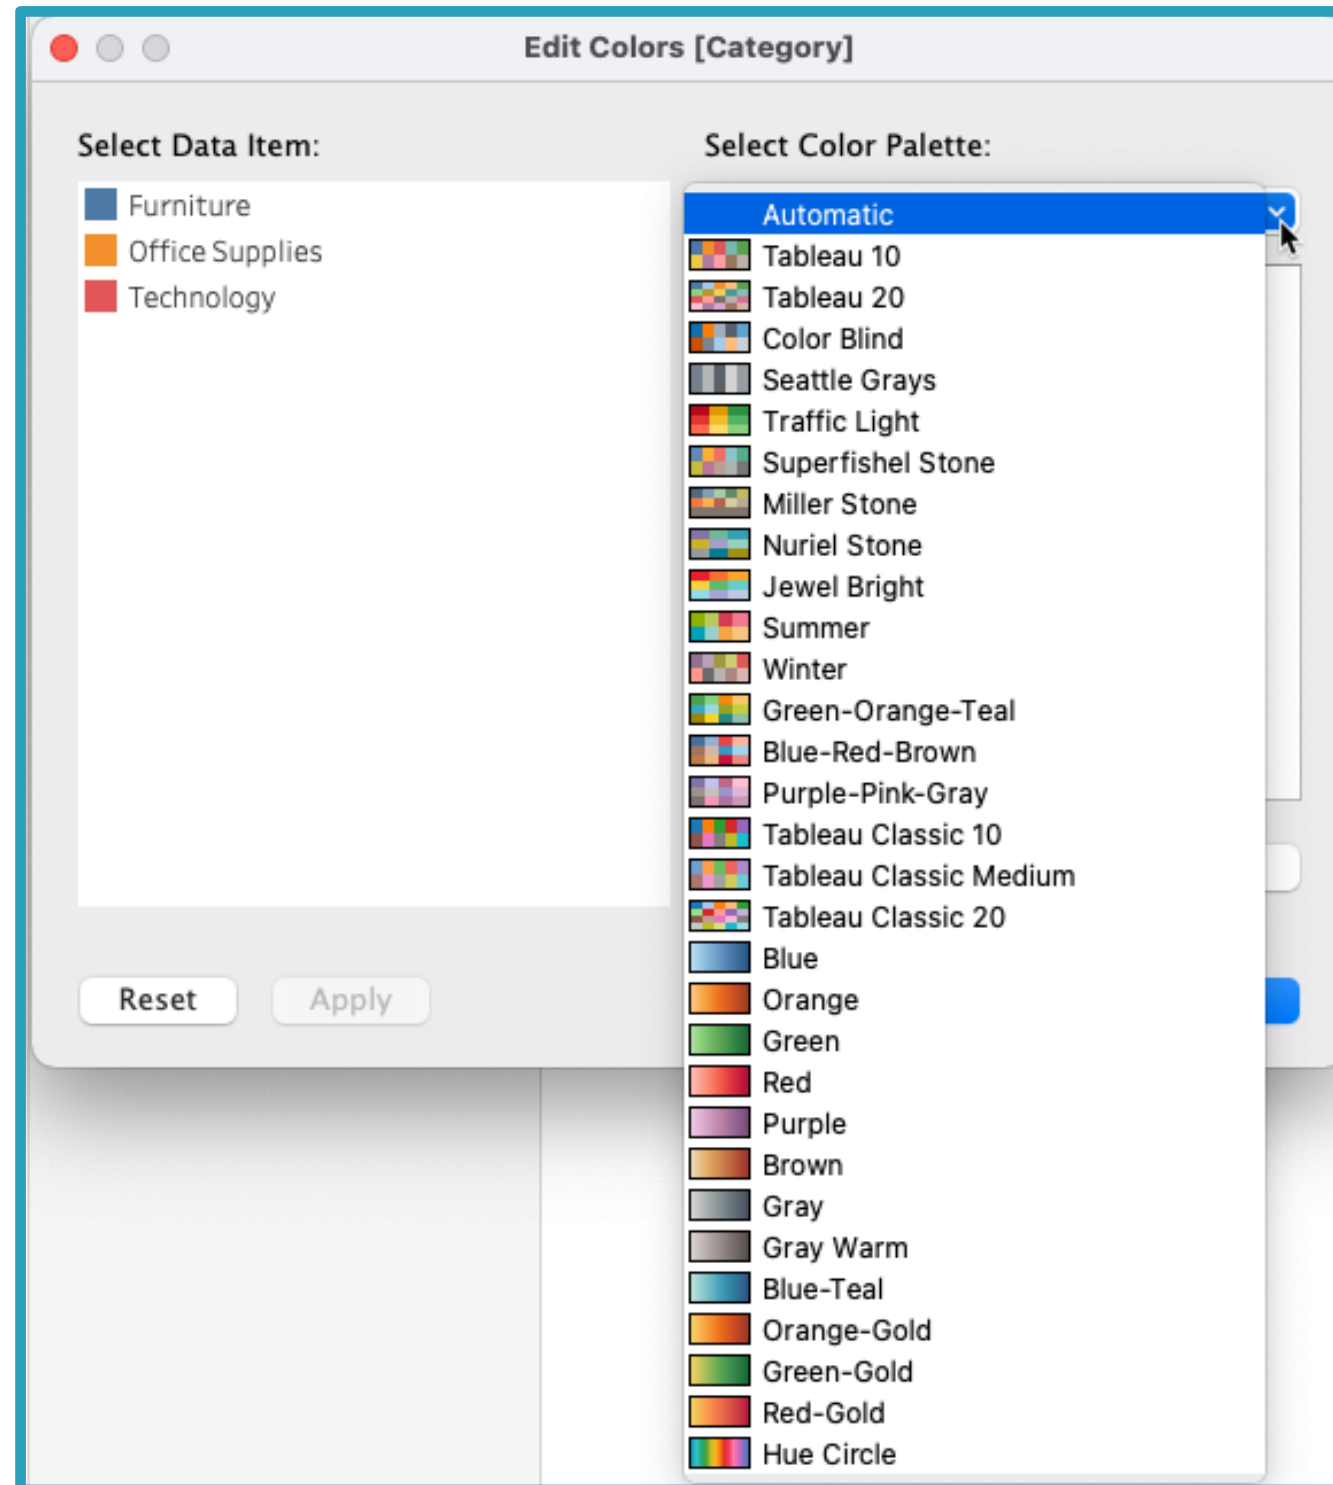 Edit Colors [Category]
Select Data Item:
Select Color Palette:
Furniture
Office Supplies
Technology
Automatic
Tableau 10
Tableau 20
Color Blind
Seattle Grays
Traffic Light
Superfishel Stone
Miller Stone
Nuriel Stone
Jewel Bright
Summer
Winter
Green-Orange-Teal
Blue-Red-Brown
Purple-Pink-Gray
Tableau Classic 10
Tableau Classic Medium
Tableau Classic 20
Blue
Orange
Green
Red
Purple
Brown
Gray
Gray Warm
Blue-Teal
Orange-Gold
Green-Gold
Red-Gold
Hue Circle
Reset
Apply